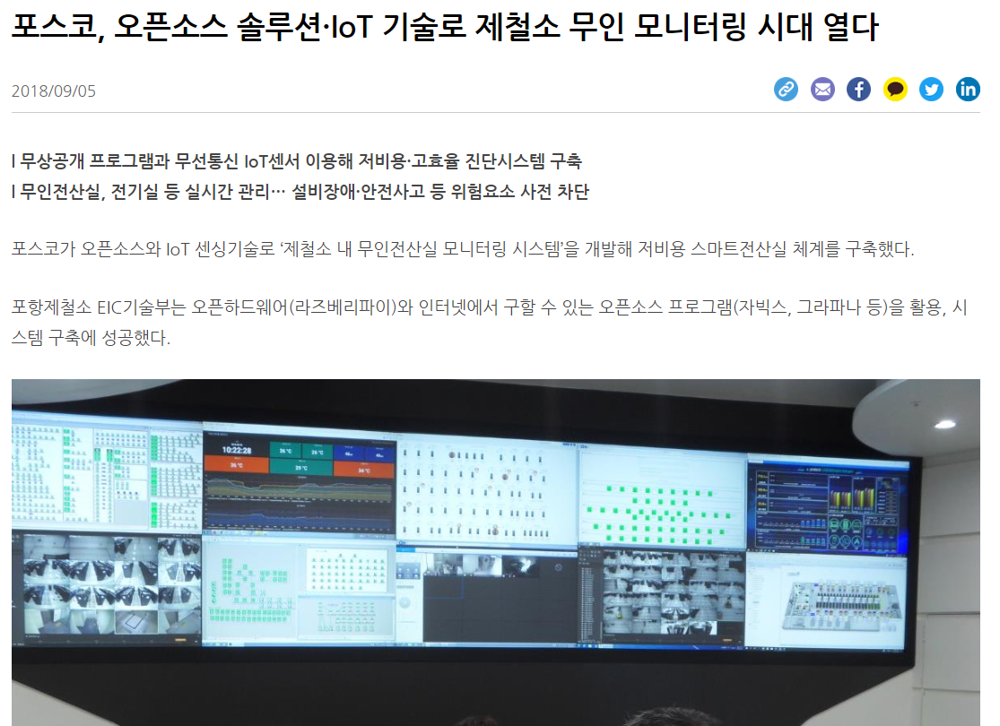 포스코, 오픈소스 솔루션·IoT 기술로 제철소 무인 모니터링 시대 열다
2018/09/05
l 무상공개 프로그램과 무선통신 IoT센서 이용해 저비용·고효율 진단시스템 구축
l 무인전산실, 전기실 등 실시간 관리… 설비장애·안전사고 등 위험요소 사전 차단
포스코가 오픈소스와 IoT 센싱기술로 ‘제철소 내 무인전산실 모니터링 시스템’을 개발해 저비용 스마트전산실 체계를 구축했다.
포항제철소 EIC기술부는 오픈하드웨어(라즈베리파이)와 인터넷에서 구할 수 있는 오픈소스 프로그램(자빅스, 그라파나 등)을 활용, 시
스템 구축에 성공했다.
10:22:28